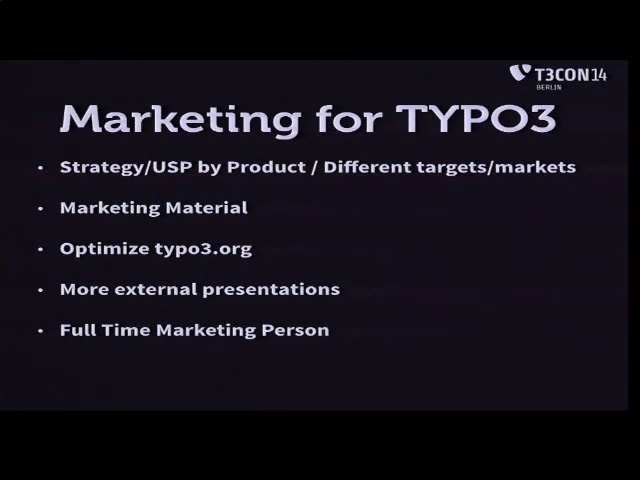 T3CON14
BERLIN
Marketing for TYPO3
• Strategy/USP by Product / Different targets/markets
• Marketing Material
• Optimize typo3.org
• More external presentations
• Full Time Marketing Person